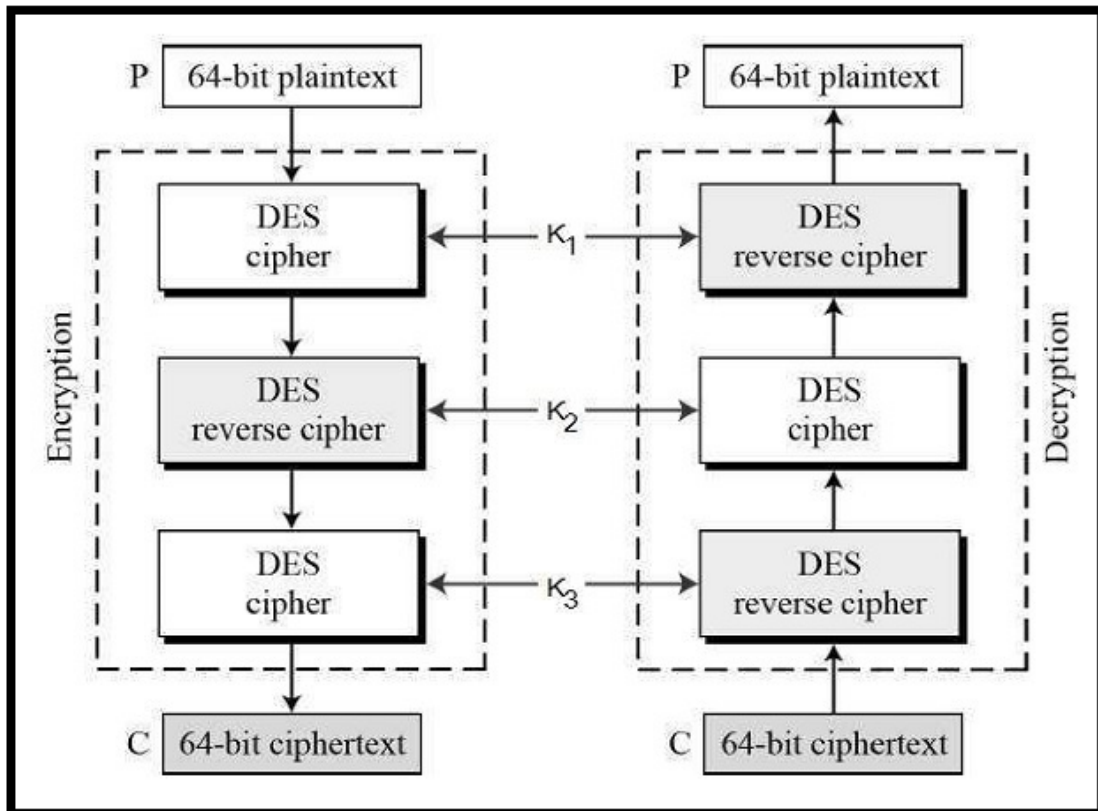 P 64-bit plaintext
P 64-bit plaintext
Encryption
DES
cipher
K1
DES
reverse cipher
DES
reverse cipher
K2
DES
cipher
DES
cipher
K3
DES
reverse cipher
Decryption
C 64-bit ciphertext
C 64-bit ciphertext